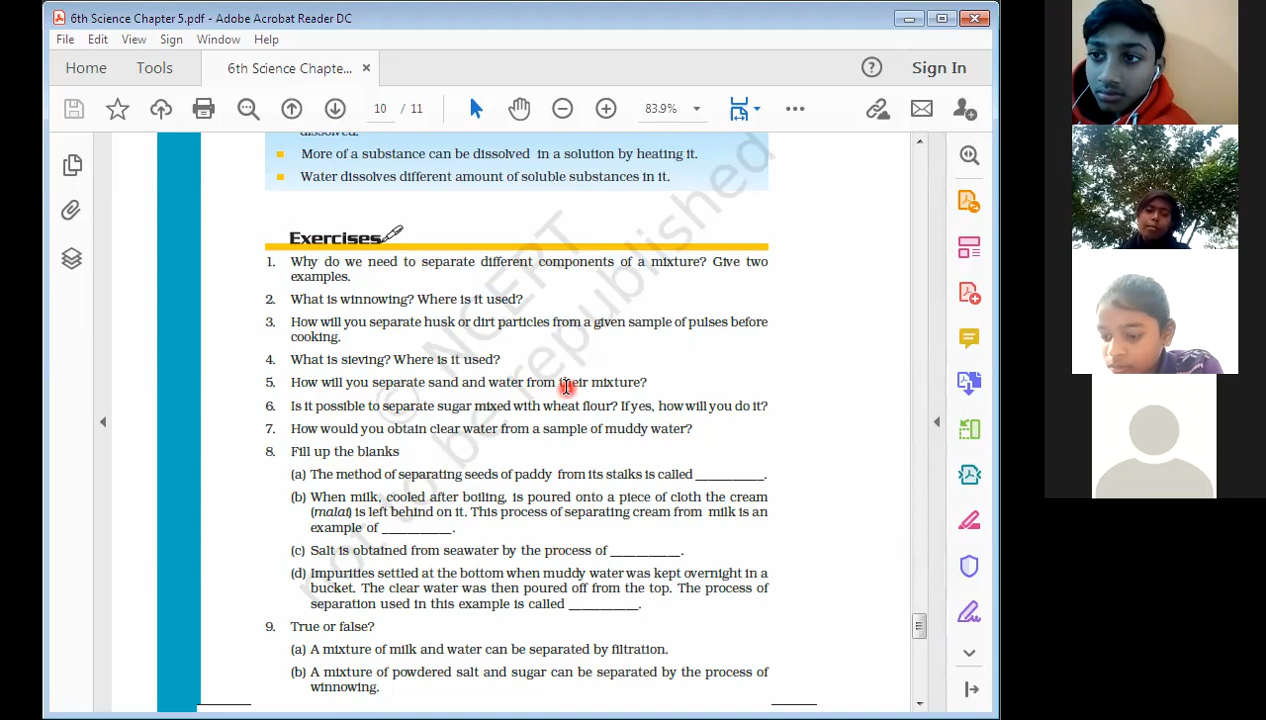 6th Science Chapter 5.pdf - Adobe Acrobat Reader DC
File Edit View Sign Window Help
Home Tools 6th Science Chapte... × Sign In
10 / 11 83.9%
dissolved.
More of a substance can be dissolved in a solution by heating it.
Water dissolves different amount of soluble substances in it.
Exercises
1. Why do we need to separate different components of a mixture? Give two
examples.
2. What is winnowing? Where is it used?
3. How will you separate husk or dirt particles from a given sample of pulses before
cooking.
4. What is sieving? Where is it used?
5. How will you separate sand and water from their mixture?
6. Is it possible to separate sugar mixed with wheat flour? If yes, how will you do it?
7. How would you obtain clear water from a sample of muddy water?
8. Fill up the blanks
(a) The method of separating seeds of paddy from its stalks is called __________.
(b) When milk, cooled after boiling, is poured onto a piece of cloth the cream
(malai) is left behind on it. This process of separating cream from milk is an
example of __________.
(c) Salt is obtained from seawater by the process of __________.
(d) Impurities settled at the bottom when muddy water was kept overnight in a
bucket. The clear water was then poured off from the top. The process of
separation used in this example is called __________.
9. True or false?
(a) A mixture of milk and water can be separated by filtration.
(b) A mixture of powdered salt and sugar can be separated by the process of
winnowing.
© NCERT
not to be republished